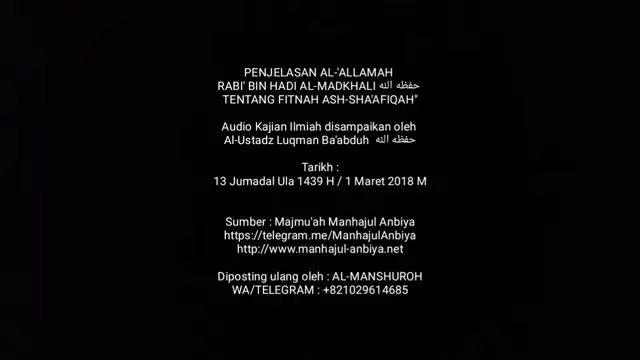 PENJELASAN AL-'ALLAMAH
RABI' BIN HADI AL-MADKHALI حفظه الله
TENTANG FITNAH ASH-SHA'AFIQAH"
Audio Kajian Ilmiah disampaikan oleh
Al-Ustadz Luqman Ba'abduh حفظه الله
Tarikh :
13 Jumadal Ula 1439 H / 1 Maret 2018 M
Sumber : Majmu'ah Manhajul Anbiya
https://telegram.me/ManhajulAnbiya
http://www.manhajul-anbiya.net
Diposting ulang oleh : AL-MANSHUROH
WA/TELEGRAM : +821029614685